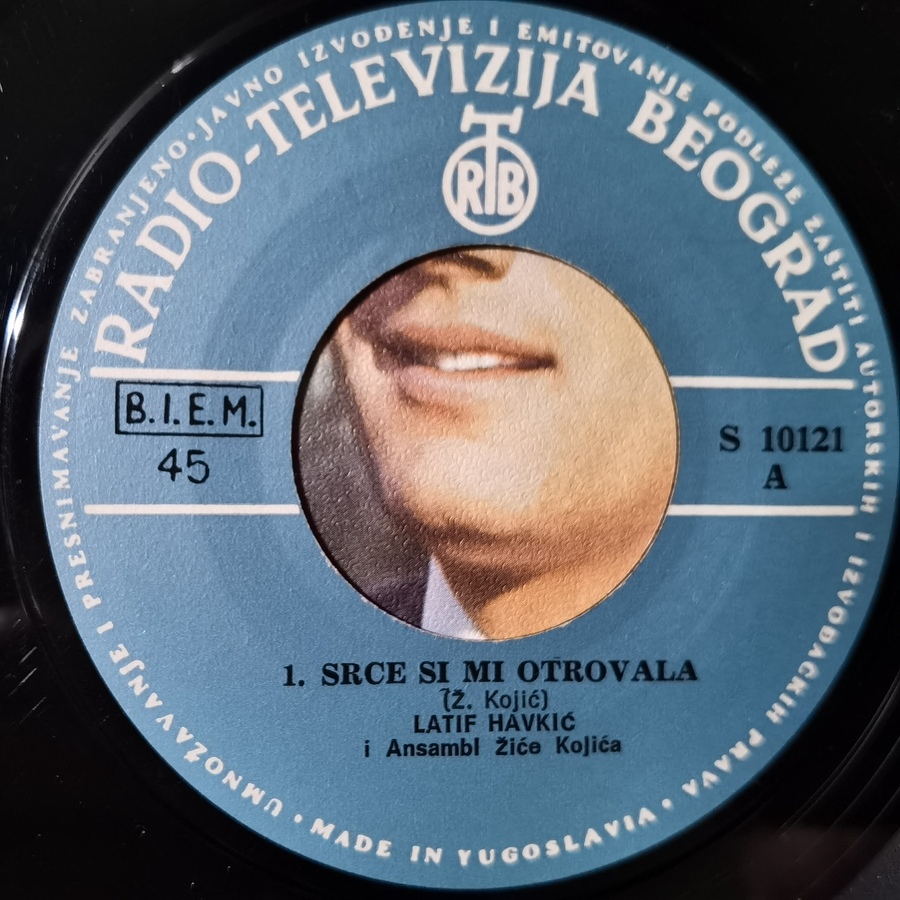 UMNOŽAVANJE I PRESNIMAVANJE ZABRANJENO • JAVNO IZVOĐENJE I EMITOVANJE PODLEŽE ZAŠTITI AUTORSKIH I IZVOĐAČKIH PRAVA • MADE IN YUGOSLAVIA •
RADIO-TELEVIZIJA BEOGRAD
RTB
B.I.E.M.
45
S 10121
A
1. SRCE SI MI OTROVALA
(Ž. Kojić)
LATIF HAVKIĆ
i Ansambl Žiće Kojića